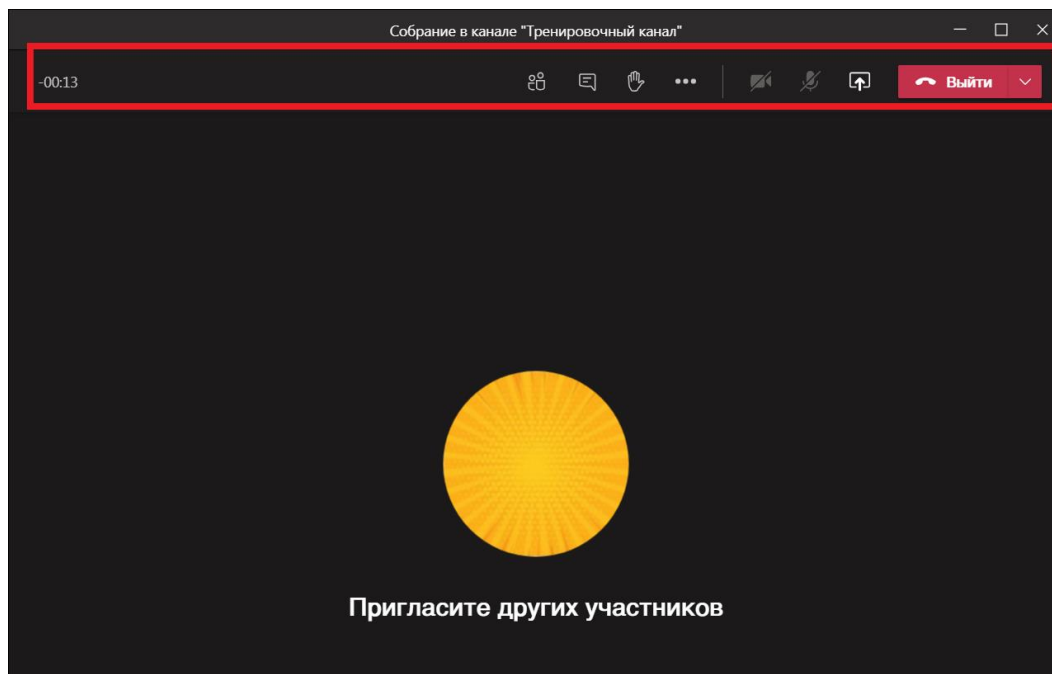 Собрание в канале "Тренировочный канал"
-00:13
Выйти
Пригласите других участников